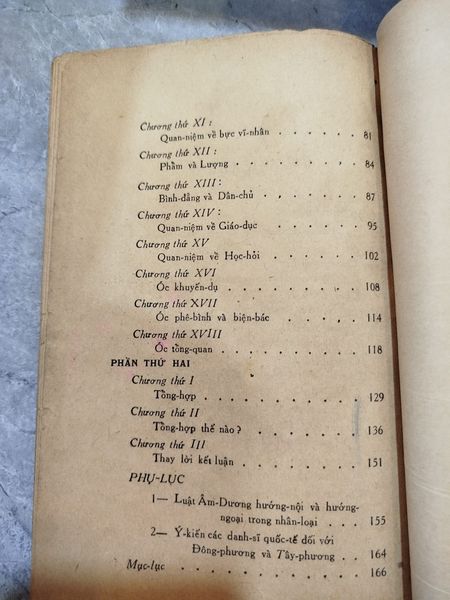 Chương thứ XI :
Quan-niệm về bực vĩ-nhân . . . . . . 81
Chương thứ XII :
Phẩm và Lượng . . . . . . . . 84
Chương thứ XIII :
Bình-đẳng và Dân-chủ . . . . . . 87
Chương thứ XIV :
Quan-niệm về Giáo-dục . . . . . . 95
Chương thứ XV
Quan-niệm về Học-hỏi . . . . . . 102
Chương thứ XVI
Óc khuyến-dụ . . . . . . . . 108
Chương thứ XVII
Óc phê-bình và biện-bác . . . . . 114
Chương thứ XVIII
Óc tổng-quan . . . . . . . . 118
PHẦN THỨ HAI
Chương thứ I
Tổng-hợp . . . . . . . . . 129
Chương thứ II
Tổng-hợp thế nào ? . . . . . . . 136
Chương thứ III
Thay lời kết luận . . . . . . . 151
PHỤ-LỤC
1— Luật Âm-Dương hướng-nội và hướng-
ngoại trong nhân-loại . . . . 155
2— Ý-kiến các danh-sĩ quốc-tế đối với
Đông-phương và Tây-phương . . 164
Mục-lục . . . . . . . . . . 166